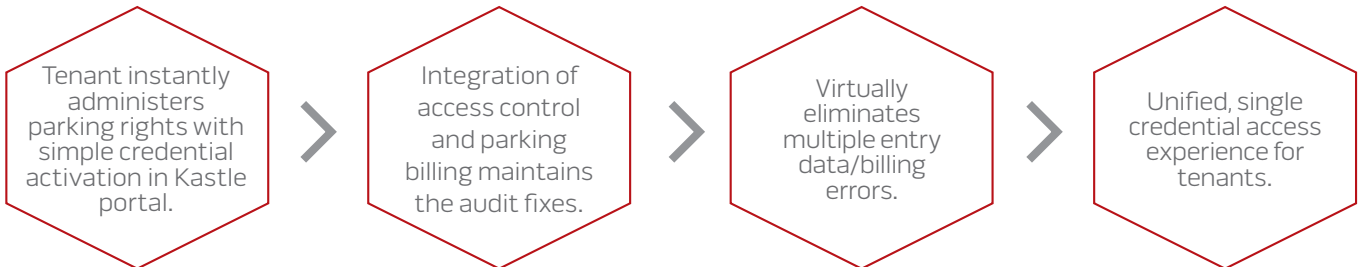 Tenant instantly
administers
parking rights with
simple credential
activation in Kastle
portal.
Integration of
access control
and parking
billing maintains
the audit fixes.
Virtually
eliminates
multiple entry
data/billing
errors.
Unified, single
credential access
experience for
tenants.